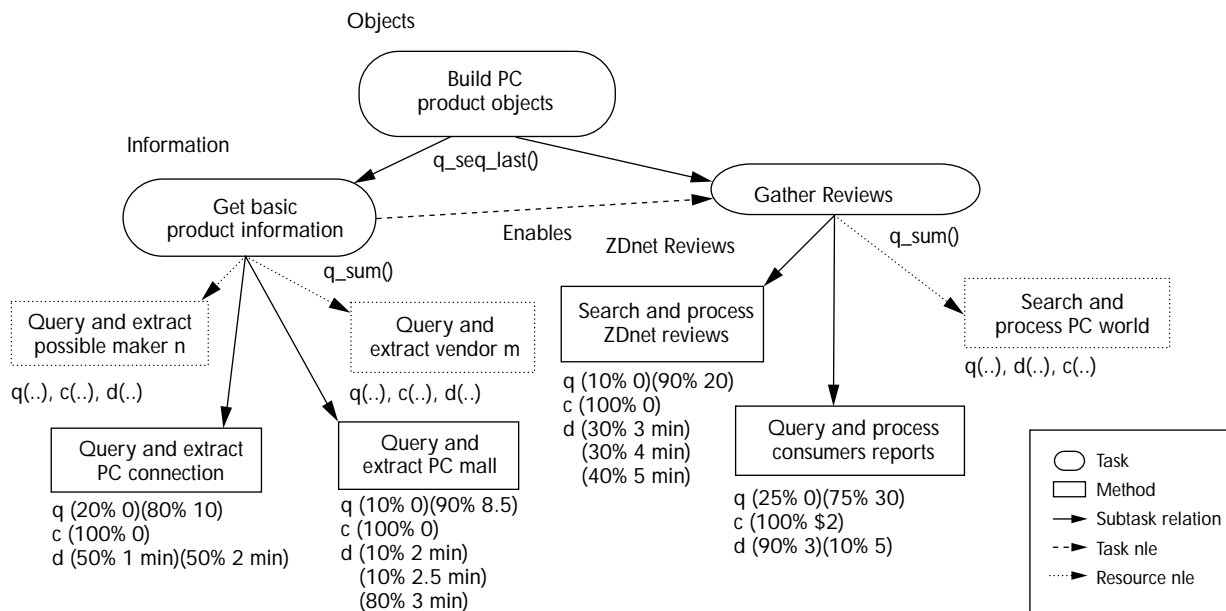 Objects
Build PC
product objects
Information
q_seq_last()
Get basic
product information
Gather Reviews
Enables
q_sum()
ZDnet Reviews
q_sum()
Query and extract
possible maker n
q(..), c(..), d(..)
Query and
extract vendor m
q(..), c(..), d(..)
Search and process
ZDnet reviews
q (10% 0)(90% 20)
c (100% 0)
d (30% 3 min)
(30% 4 min)
(40% 5 min)
Search and
process PC world
q(..), d(..), c(..)
Query and extract
PC connection
q (20% 0)(80% 10)
c (100% 0)
d (50% 1 min)(50% 2 min)
Query and
extract PC mall
q (10% 0)(90% 8.5)
c (100% 0)
d (10% 2 min)
(10% 2.5 min)
(80% 3 min)
Query and process
consumers reports
q (25% 0)(75% 30)
c (100% $2)
d (90% 3)(10% 5)
Task
Method
Subtask relation
Task nle
Resource nle